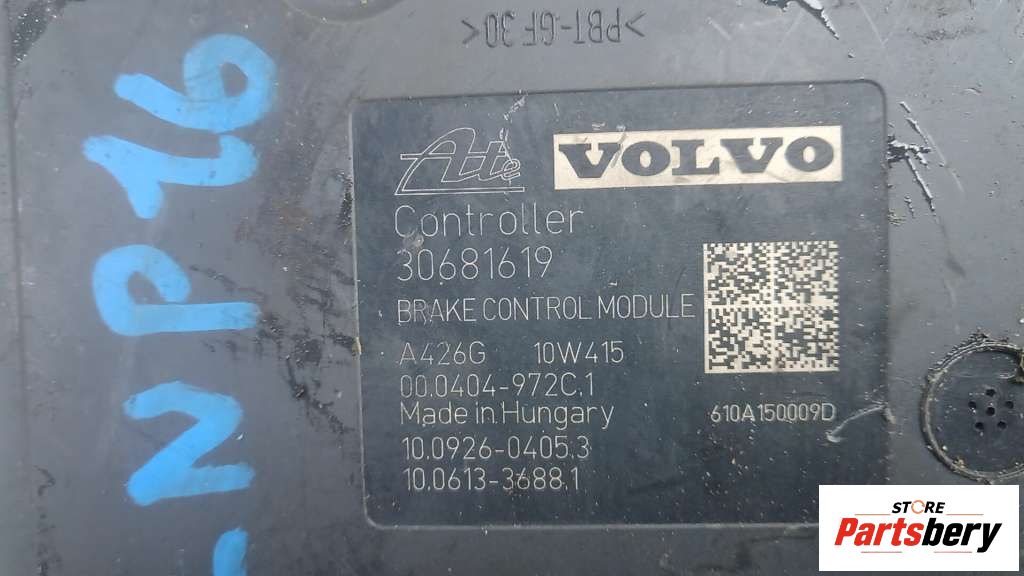 >PBT-GF30<
Ate VOLVO
Controller
30681619
BRAKE CONTROL MODULE
A426G 10W415
00.0404-972C.1
Made in Hungary
610A150009D
10.0926-0405.3
10.0613-3688.1
NP16
STORE
Partsbery